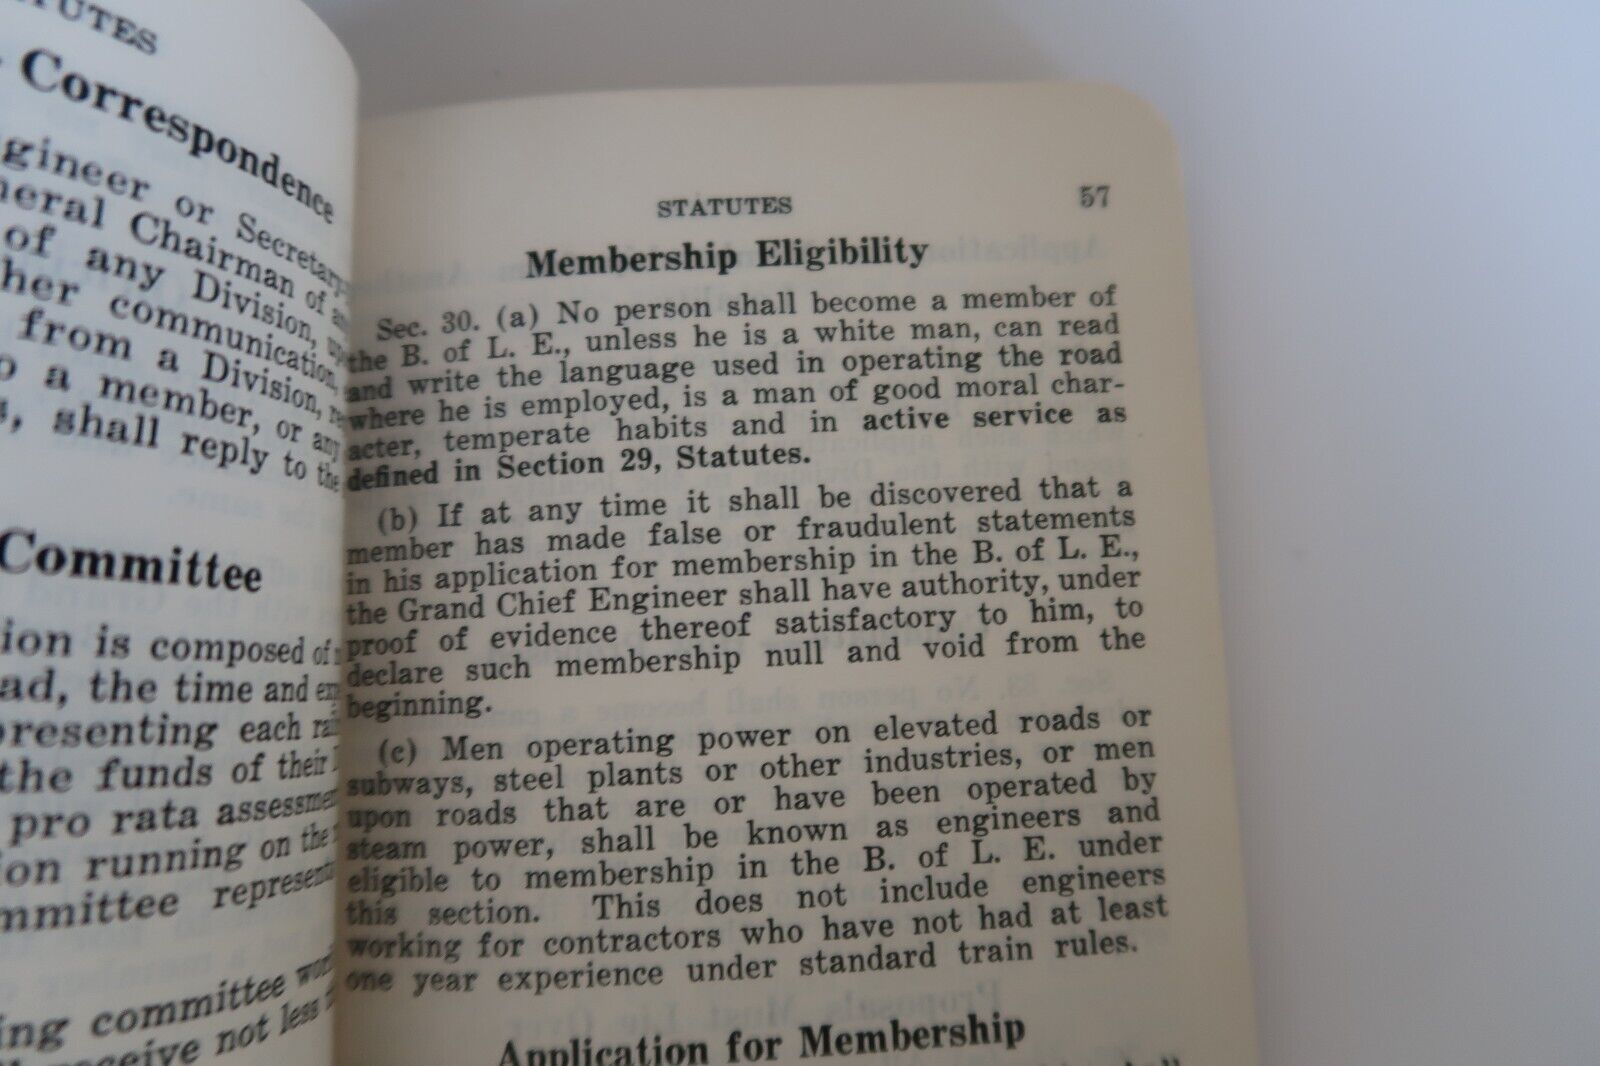 TUTES
Correspondence
gineer or Secretary
neral Chairman of
of any Division,
her communication,
from a Division,
o a member, or any
s, shall reply to the
Committee
ion is composed of
ad, the time and
presenting each
the funds of their
pro rata
ion running on the
mmittee
ing committee
receive not less
STATUTES 57
Membership Eligibility
Sec. 30. (a) No person shall become a member of
the B. of L. E., unless he is a white man, can read
and write the language used in operating the road
where he is employed, is a man of good moral char-
acter, temperate habits and in active service as
defined in Section 29, Statutes.
(b) If at any time it shall be discovered that a
member has made false or fraudulent statements
in his application for membership in the B. of L. E.,
the Grand Chief Engineer shall have authority, under
proof of evidence thereof satisfactory to him, to
declare such membership null and void from the
beginning.
(c) Men operating power on elevated roads or
subways, steel plants or other industries, or men
upon roads that are or have been operated by
steam power, shall be known as engineers and
eligible to membership in the B. of L. E. under
this section. This does not include engineers
working for contractors who have not had at least
one year experience under standard train rules.
Application for Membership